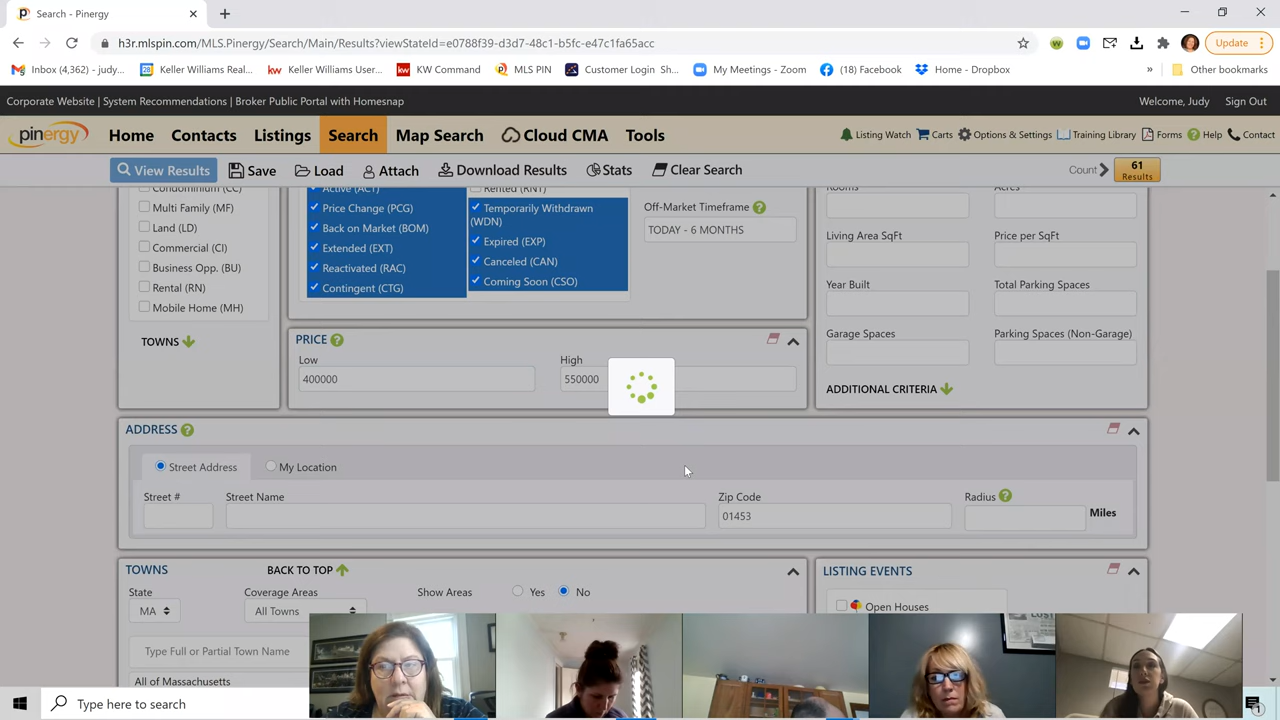 Search - Pinergy
h3r.mlspin.com/MLS.Pinergy/Search/Main/Results?viewStateId=e0788f39-d3d7-48c1-b5fc-e47c1fa65acc
Update
Inbox (4,362) - judy... Keller Williams Real... Keller Williams User... KW Command MLS PIN Customer Login Sh... My Meetings - Zoom (18) Facebook Home - Dropbox » Other bookmarks
Corporate Website | System Recommendations | Broker Public Portal with Homesnap Welcome, Judy Sign Out
pinergy Home Contacts Listings Search Map Search Cloud CMA Tools Listing Watch Carts Options & Settings Training Library Forms Help Contact
View Results Save Load Attach Download Results Stats Clear Search Count 61 Results
Condominium (CC) Active (ACT) Rented (RNT) Rooms Acres
Multi Family (MF) Price Change (PCG) Temporarily Withdrawn (WDN) Off-Market Timeframe
Land (LD) Back on Market (BOM) TODAY - 6 MONTHS Living Area SqFt Price per SqFt
Commercial (CI) Extended (EXT) Expired (EXP)
Business Opp. (BU) Reactivated (RAC) Canceled (CAN)
Rental (RN) Contingent (CTG) Coming Soon (CSO) Year Built Total Parking Spaces
Mobile Home (MH)
TOWNS PRICE Garage Spaces Parking Spaces (Non-Garage)
Low High
400000 550000
ADDITIONAL CRITERIA
ADDRESS
Street Address My Location
Street # Street Name Zip Code Radius
01453 Miles
TOWNS BACK TO TOP LISTING EVENTS
State Coverage Areas Show Areas Yes No
MA All Towns Open Houses
Type Full or Partial Town Name
All of Massachusetts
Type here to search
1